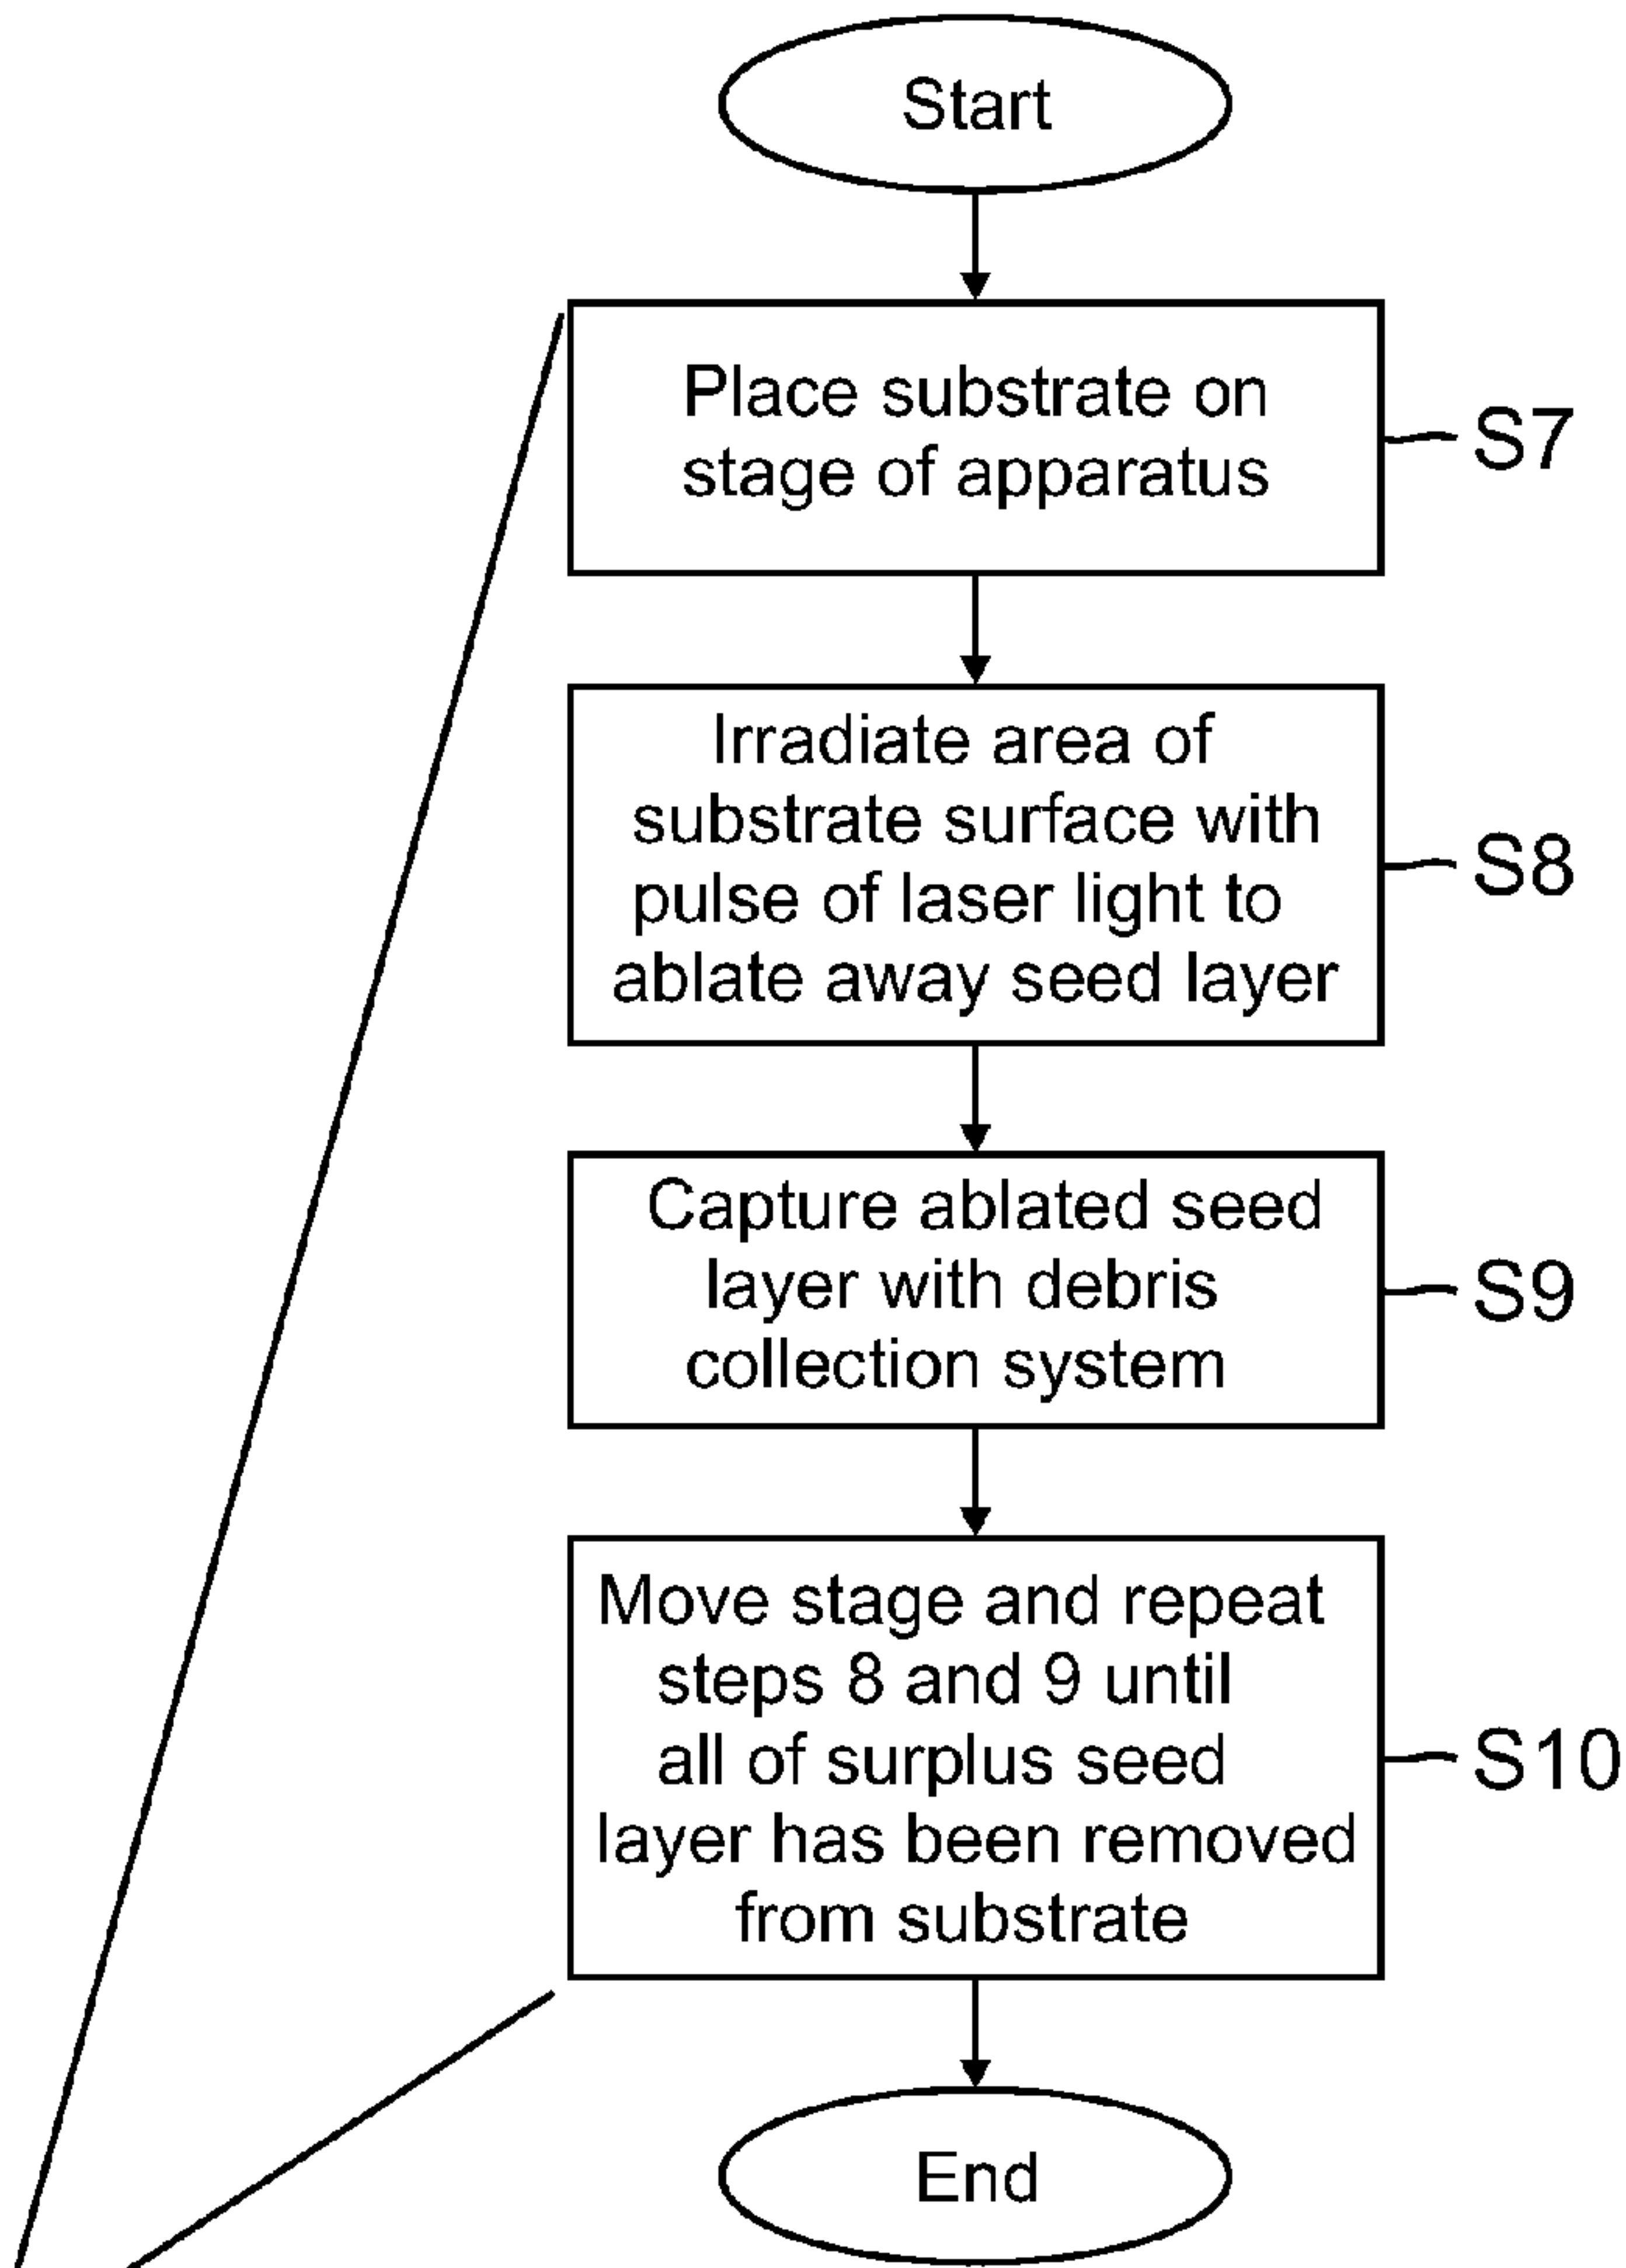 Start
Place substrate on
stage of apparatus
S7
Irradiate area of
substrate surface with
pulse of laser light to
ablate away seed layer
S8
Capture ablated seed
layer with debris
collection system
S9
Move stage and repeat
steps 8 and 9 until
all of surplus seed
layer has been removed
from substrate
S10
End